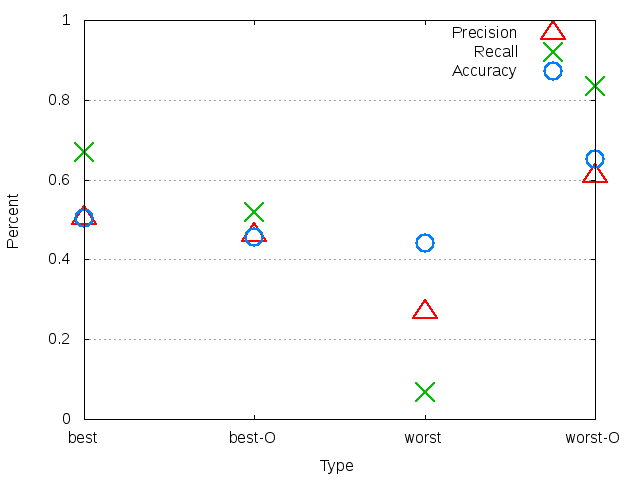 1
0.8
0.6
0.4
0.2
0
Percent
Precision
Recall
Accuracy
best
best-O
worst
worst-O
Type